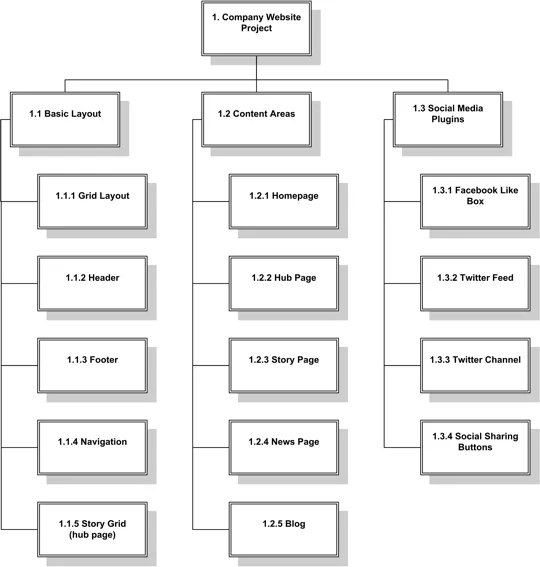 1. Company Website
Project
1.1 Basic Layout
1.2 Content Areas
1.3 Social Media
Plugins
1.1.1 Grid Layout
1.2.1 Homepage
1.3.1 Facebook Like
Box
1.1.2 Header
1.2.2 Hub Page
1.3.2 Twitter Feed
1.1.3 Footer
1.2.3 Story Page
1.3.3 Twitter Channel
1.1.4 Navigation
1.2.4 News Page
1.3.4 Social Sharing
Buttons
1.1.5 Story Grid
(hub page)
1.2.5 Blog